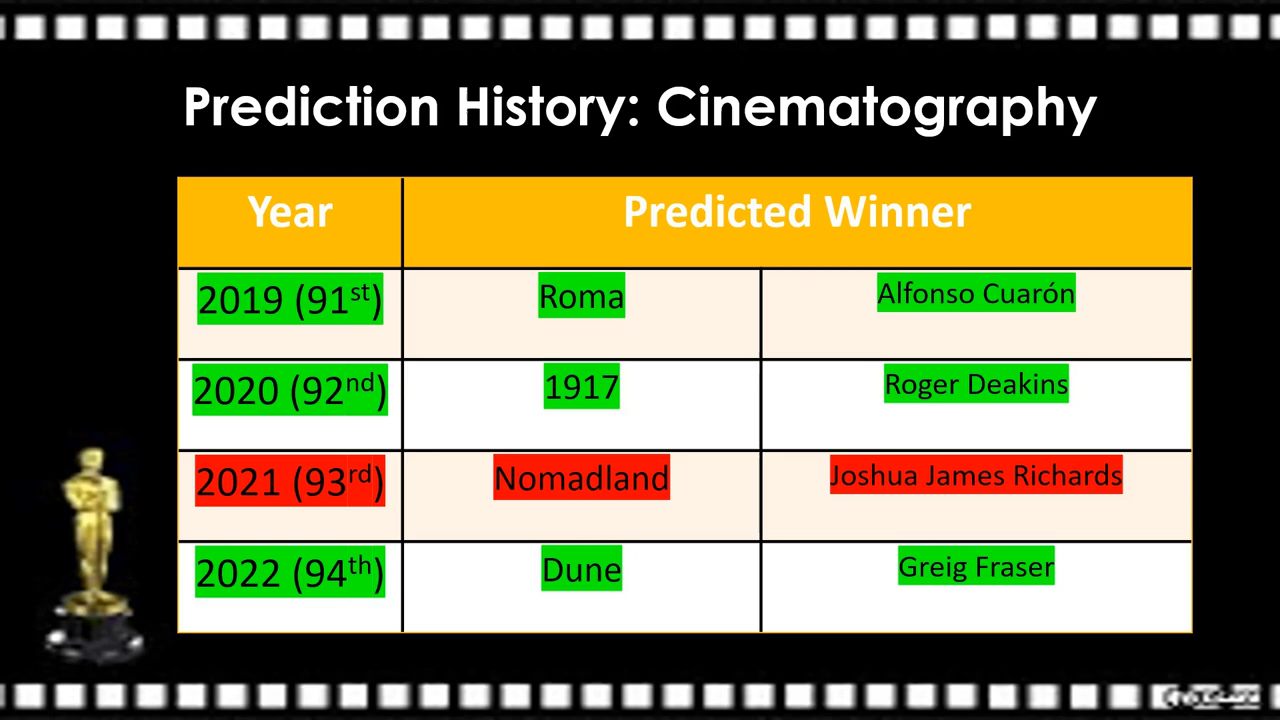 Prediction History: Cinematography
Year Predicted Winner
2019 (91st) Roma Alfonso Cuarón
2020 (92nd) 1917 Roger Deakins
2021 (93rd) Nomadland Joshua James Richards
2022 (94th) Dune Greig Fraser